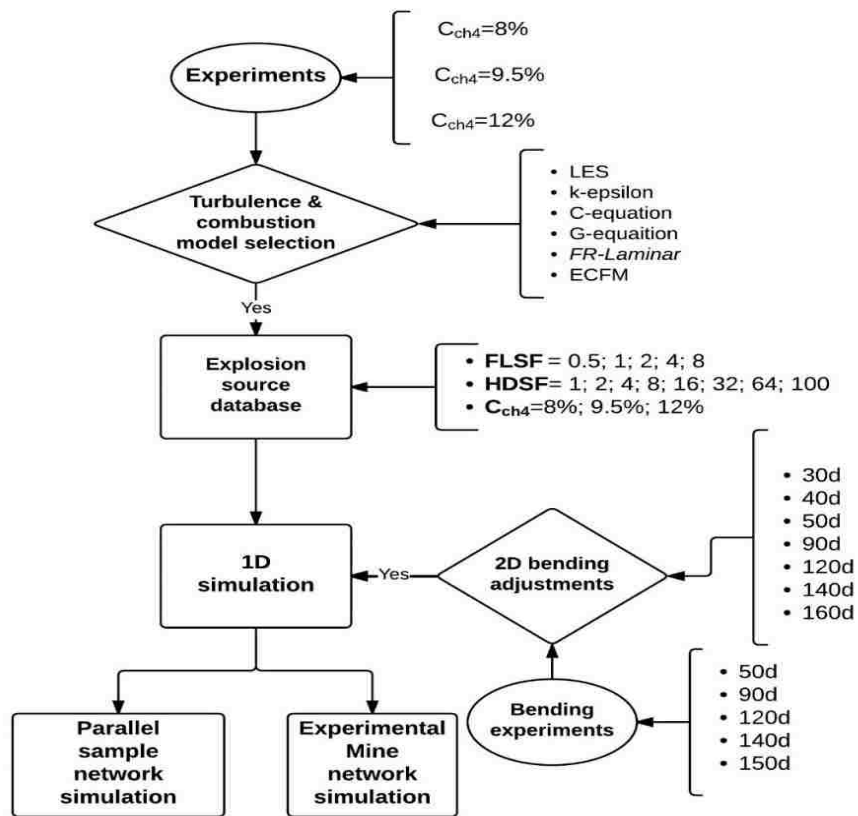 C_ch4=8%
Experiments
C_ch4=9.5%
C_ch4=12%
Turbulence &
combustion
model selection
• LES
• k-epsilon
• C-equation
• G-equaition
• FR-Laminar
• ECFM
Yes
Explosion
source
database
• FLSF = 0.5; 1; 2; 4; 8
• HDSF= 1; 2; 4; 8; 16; 32; 64; 100
• C_ch4=8%; 9.5%; 12%
1D
simulation
Yes
2D bending
adjustments
• 30d
• 40d
• 50d
• 90d
• 120d
• 140d
• 160d
Parallel
sample
network
simulation
Experimental
Mine
network
simulation
Bending
experiments
• 50d
• 90d
• 120d
• 140d
• 150d